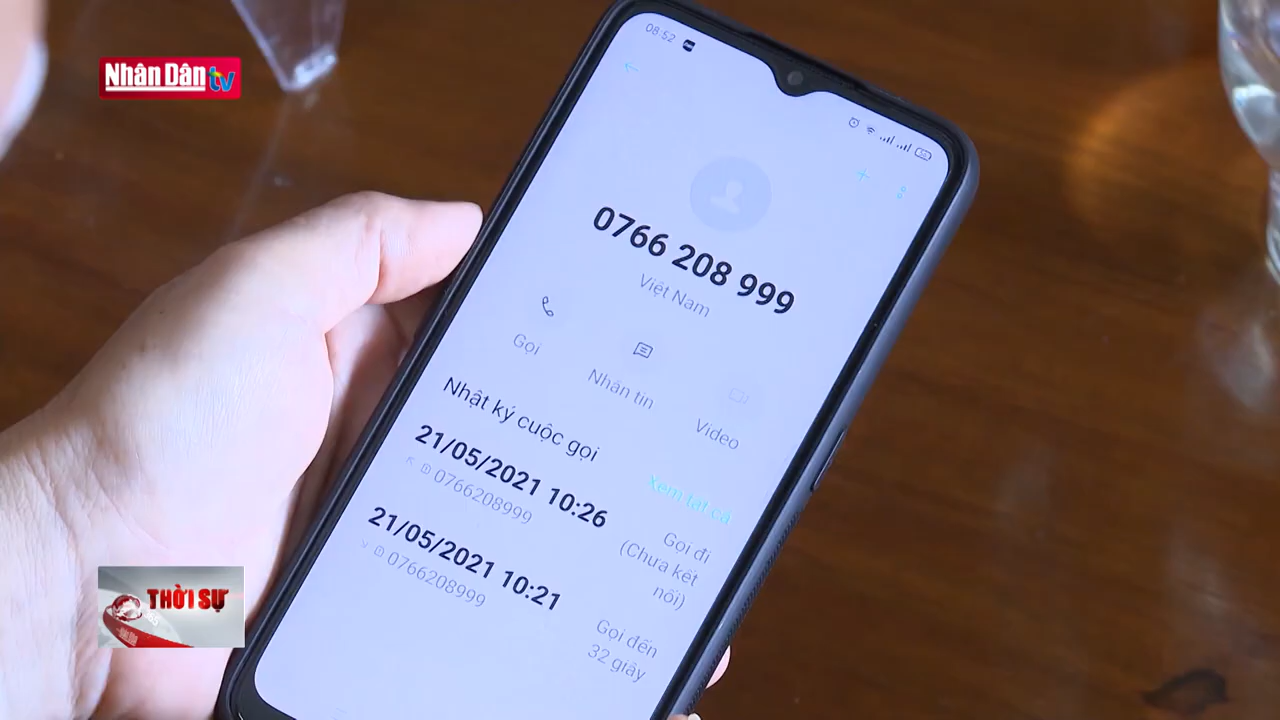 Nhân Dân tv
08:52
0766 208 999
Việt Nam
Gọi
Nhắn tin
Video
Nhật ký cuộc gọi
Xem tất cả
21/05/2021 10:26
0766208999
Gọi đi
(Chưa kết
nối)
21/05/2021 10:21
0766208999
Gọi đến
32 giây
THỜI SỰ